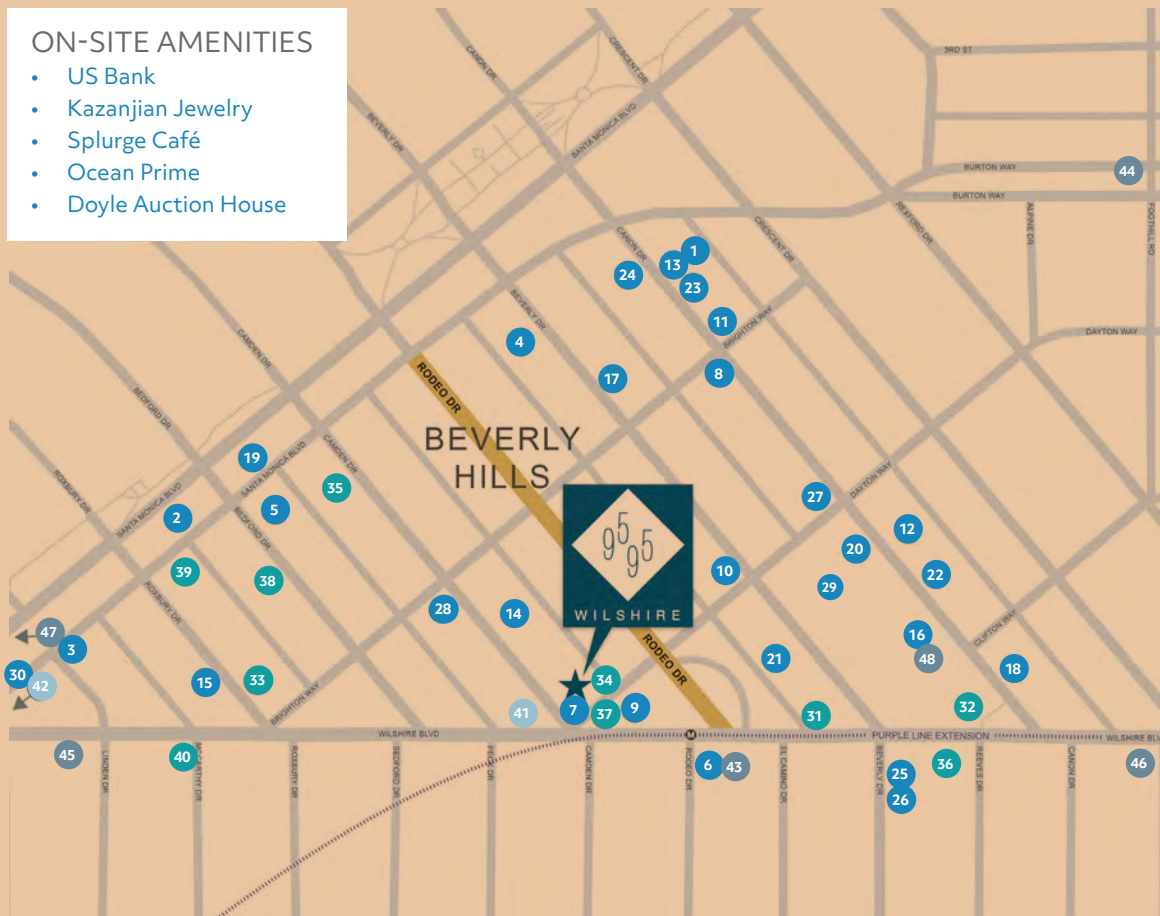 ON-SITE AMENITIES
• US Bank
• Kazanjian Jewelry
• Splurge Café
• Ocean Prime
• Doyle Auction House
CANON DR
CRESCENT DR
3RD ST
BEVERLY DR
SANTA MONICA BLVD
BURTON WAY
44
BURTON WAY
REXFORD DR
ALPINE DR
FOOTHILL RD
CANON DR
CRESCENT DR
1
13
24
23
BEVERLY DR
11
BRIGHTON WAY
DAYTON WAY
CAMDEN DR
4
8
17
RODEO DR
BEDFORD DR
BEVERLY
HILLS
CAMDEN DR
19
SANTA MONICA BLVD
35
ROXBURY DR
DAYTON WAY
27
SANTA MONICA BLVD
2
5
BEDFORD DR
12
9595
WILSHIRE
20
39
38
10
22
29
ROXBURY DR
28
14
47
3
16
CLIFTON WAY
RODEO DR
48
21
18
30
42
15
33
34
BRIGHTON WAY
41
7
37
9
31
32
WILSHIRE BLVD
M
PURPLE LINE EXTENSION
WILSHIRE BLV
45
40
6
43
25
36
46
26
LINDEN DR
MCCARTHY DR
ROXBURY DR
BEDFORD DR
PECK DR
CAMDEN DR
RODEO DR
EL CAMINO DR
BEVERLY DR
REEVES DR
CANON DR